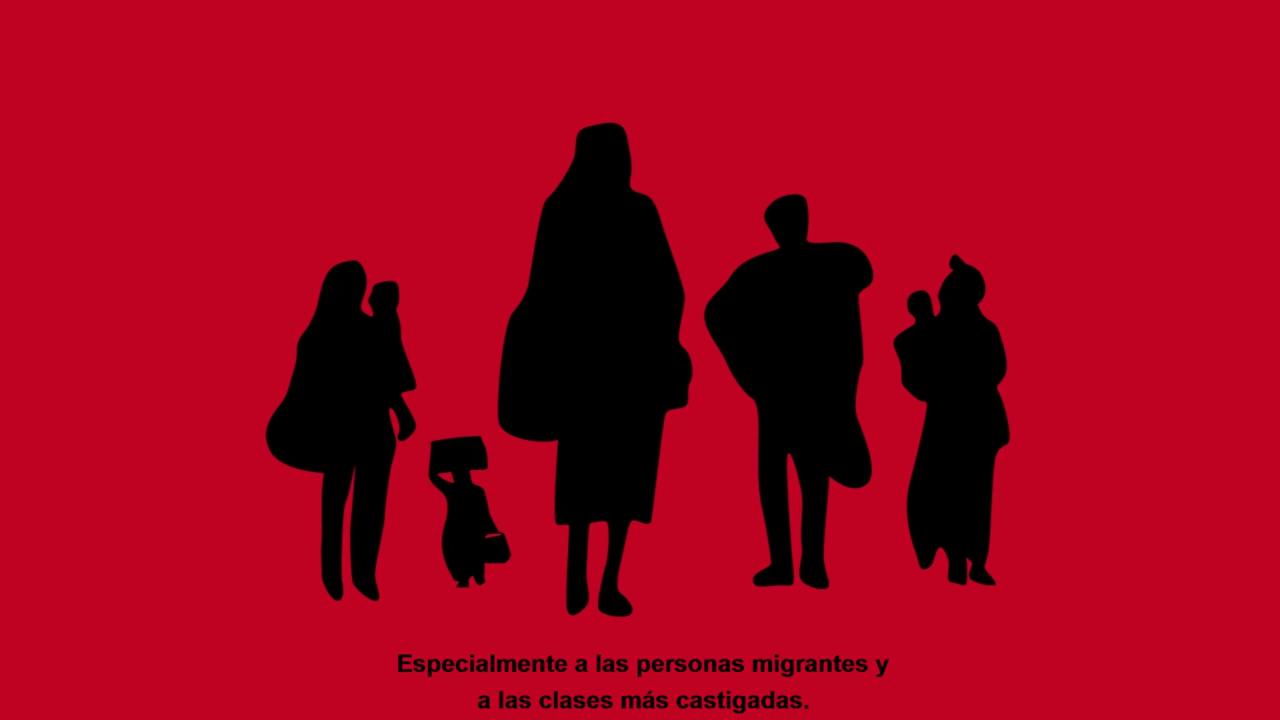 Especialmente a las personas migrantes y
a las clases más castigadas.